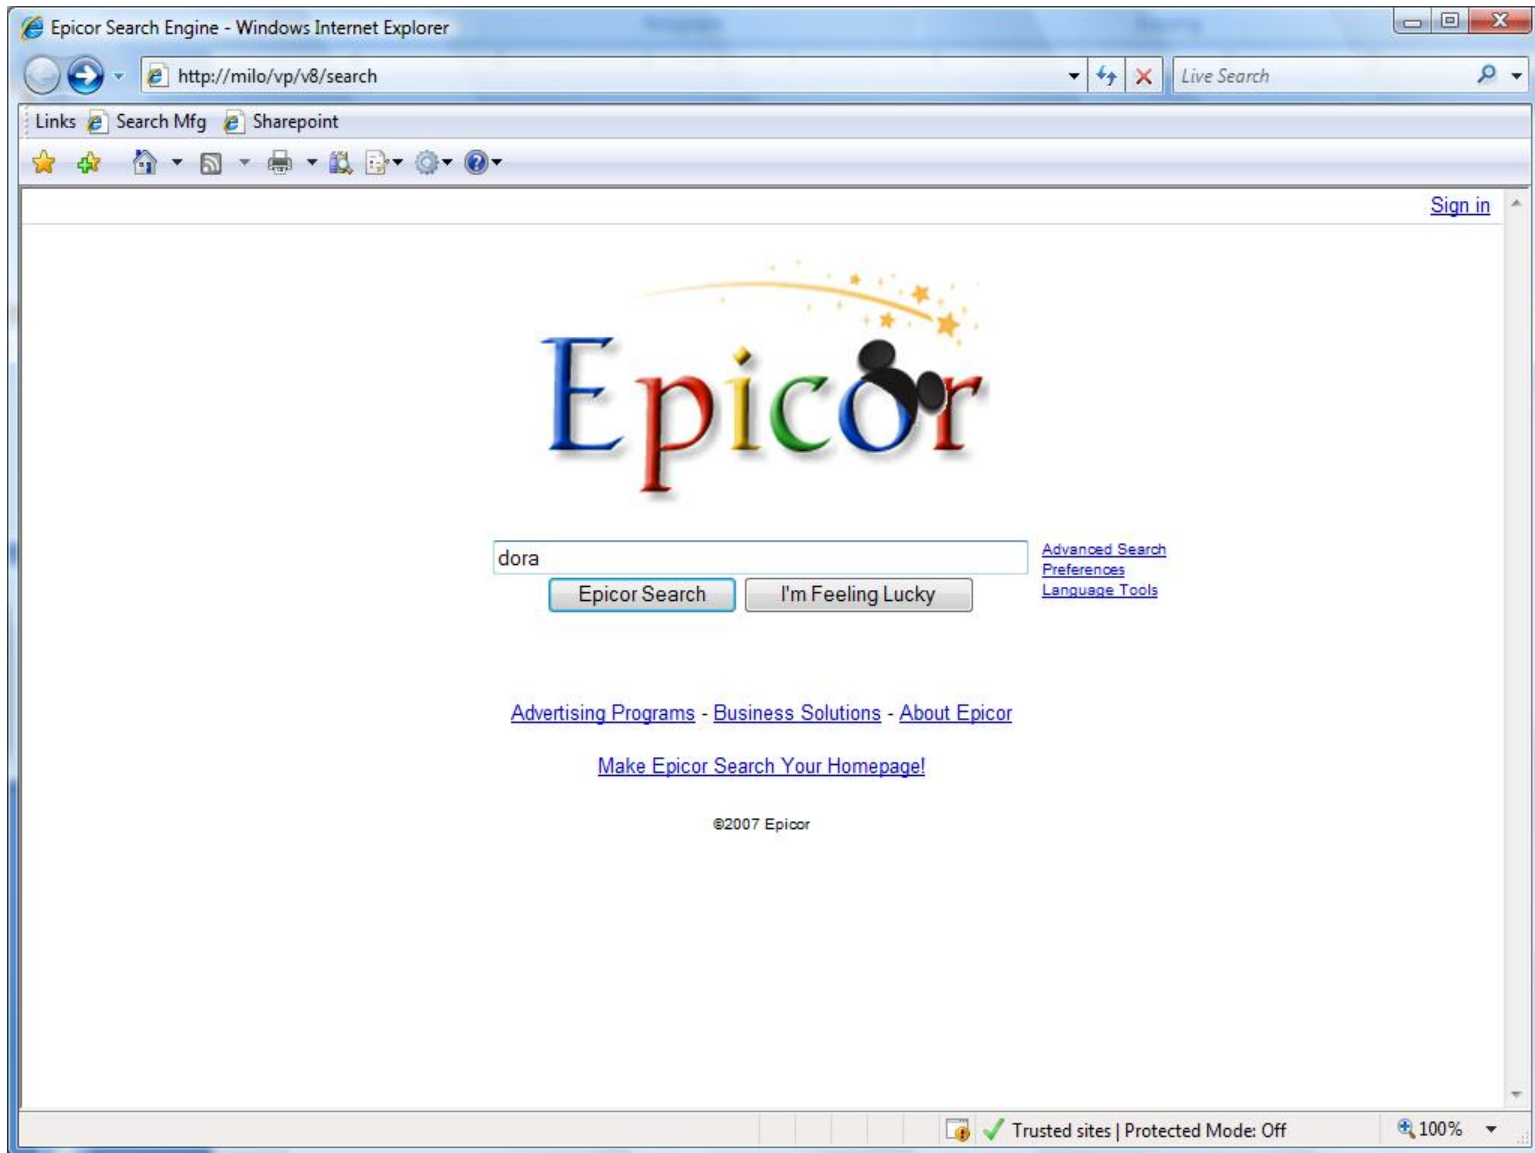 Epicor Search Engine - Windows Internet Explorer
http://milo/vp/v8/search
Live Search
Links Search Mfg Sharepoint
Sign in
Epicor
dora
Epicor Search I'm Feeling Lucky
Advanced Search
Preferences
Language Tools
Advertising Programs - Business Solutions - About Epicor
Make Epicor Search Your Homepage!
©2007 Epicor
Trusted sites | Protected Mode: Off 100%